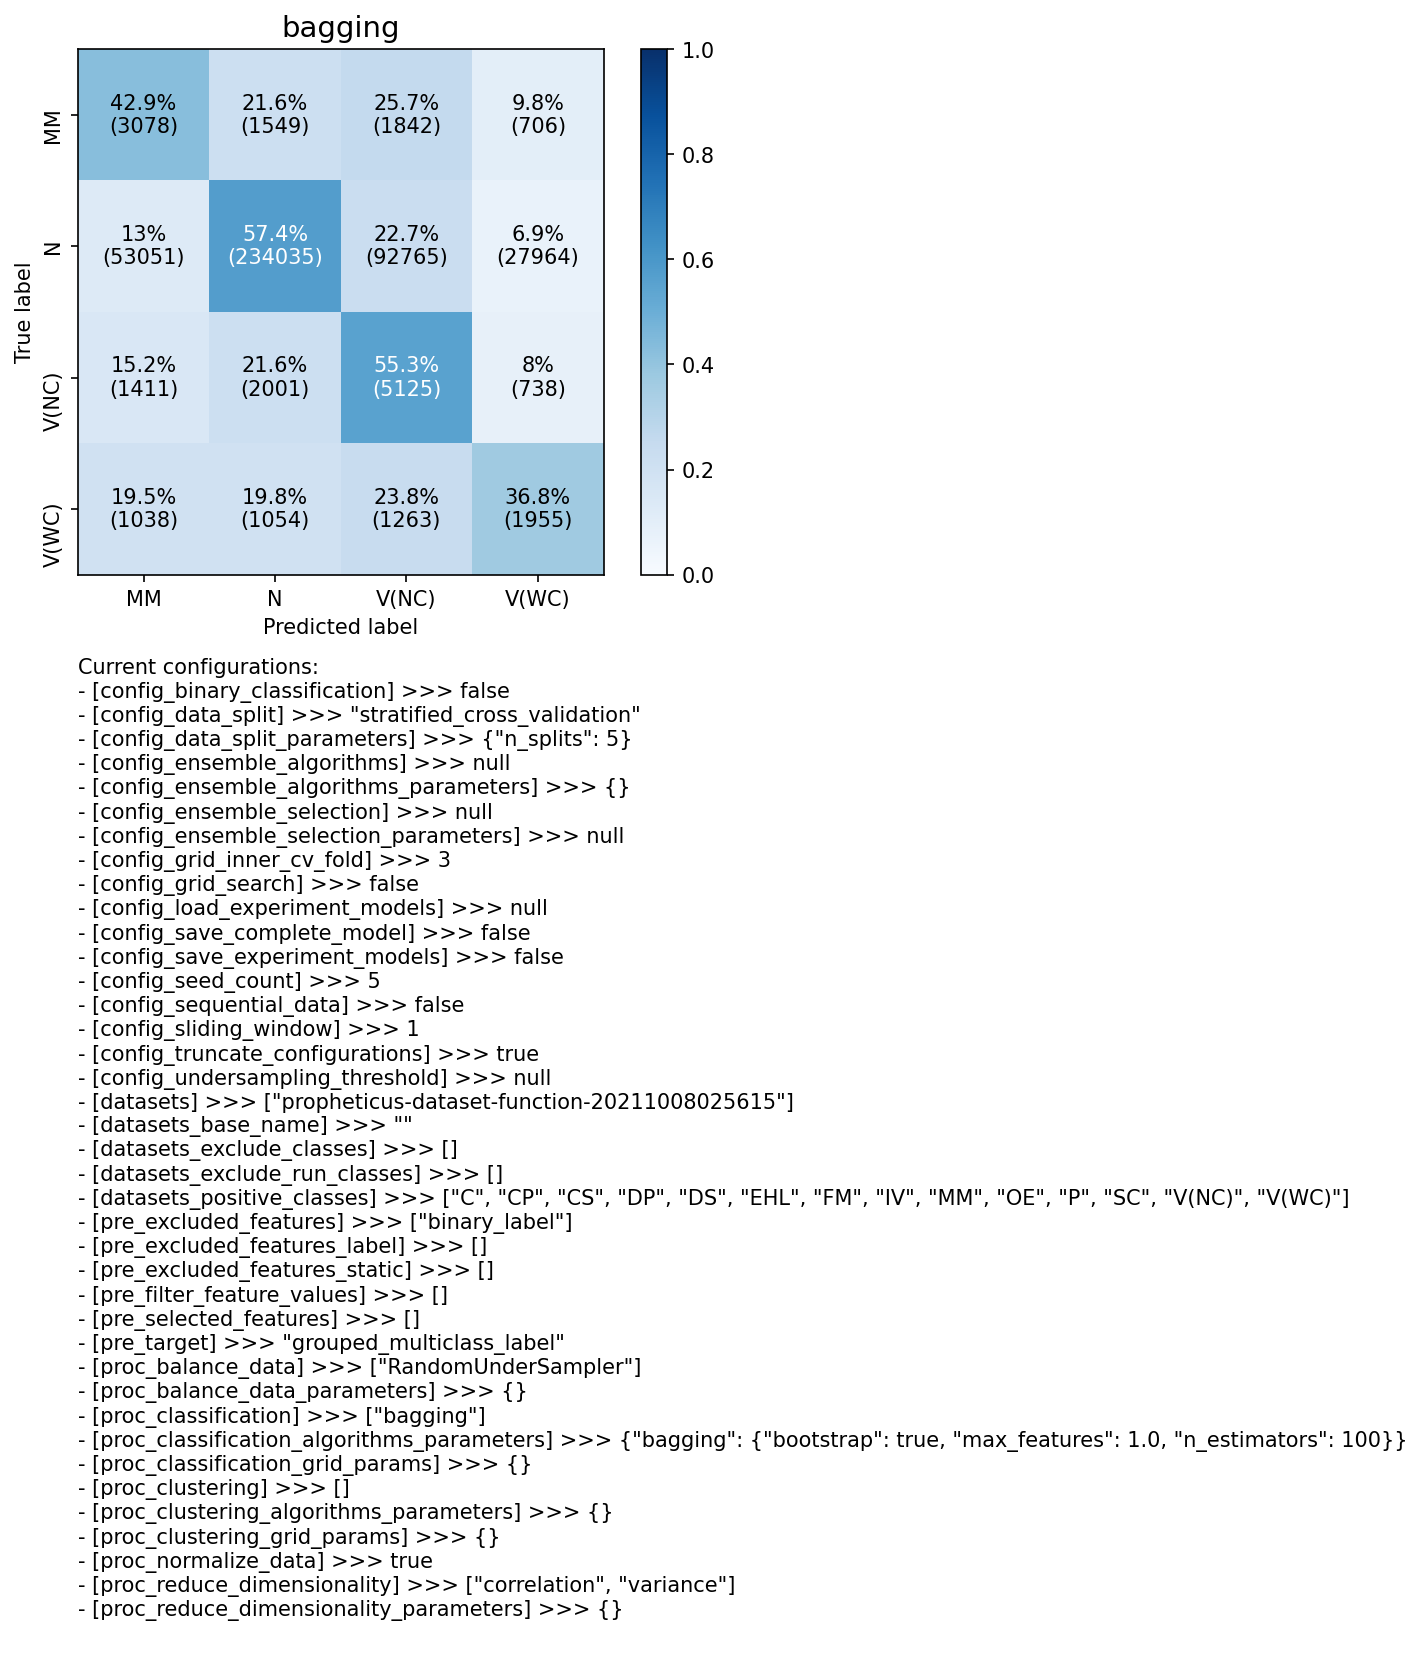 bagging
42.9% 21.6% 25.7% 9.8%
(3078) (1549) (1842) (706)
13% 57.4% 22.7% 6.9%
(53051) (234035) (92765) (27964)
15.2% 21.6% 55.3% 8%
(1411) (2001) (5125) (738)
19.5% 19.8% 23.8% 36.8%
(1038) (1054) (1263) (1955)
True label
MM
N
V(NC)
V(WC)
MM N V(NC) V(WC)
Predicted label
1.0
0.8
0.6
0.4
0.2
0.0
Current configurations:
- [config_binary_classification] >>> false
- [config_data_split] >>> "stratified_cross_validation"
- [config_data_split_parameters] >>> {"n_splits": 5}
- [config_ensemble_algorithms] >>> null
- [config_ensemble_algorithms_parameters] >>> {}
- [config_ensemble_selection] >>> null
- [config_ensemble_selection_parameters] >>> null
- [config_grid_inner_cv_fold] >>> 3
- [config_grid_search] >>> false
- [config_load_experiment_models] >>> null
- [config_save_complete_model] >>> false
- [config_save_experiment_models] >>> false
- [config_seed_count] >>> 5
- [config_sequential_data] >>> false
- [config_sliding_window] >>> 1
- [config_truncate_configurations] >>> true
- [config_undersampling_threshold] >>> null
- [datasets] >>> ["propheticus-dataset-function-20211008025615"]
- [datasets_base_name] >>> ""
- [datasets_exclude_classes] >>> []
- [datasets_exclude_run_classes] >>> []
- [datasets_positive_classes] >>> ["C", "CP", "CS", "DP", "DS", "EHL", "FM", "IV", "MM", "OE", "P", "SC", "V(NC)", "V(WC)"]
- [pre_excluded_features] >>> ["binary_label"]
- [pre_excluded_features_label] >>> []
- [pre_excluded_features_static] >>> []
- [pre_filter_feature_values] >>> []
- [pre_selected_features] >>> []
- [pre_target] >>> "grouped_multiclass_label"
- [proc_balance_data] >>> ["RandomUnderSampler"]
- [proc_balance_data_parameters] >>> {}
- [proc_classification] >>> ["bagging"]
- [proc_classification_algorithms_parameters] >>> {"bagging": {"bootstrap": true, "max_features": 1.0, "n_estimators": 100}}
- [proc_classification_grid_params] >>> {}
- [proc_clustering] >>> []
- [proc_clustering_algorithms_parameters] >>> {}
- [proc_clustering_grid_params] >>> {}
- [proc_normalize_data] >>> true
- [proc_reduce_dimensionality] >>> ["correlation", "variance"]
- [proc_reduce_dimensionality_parameters] >>> {}